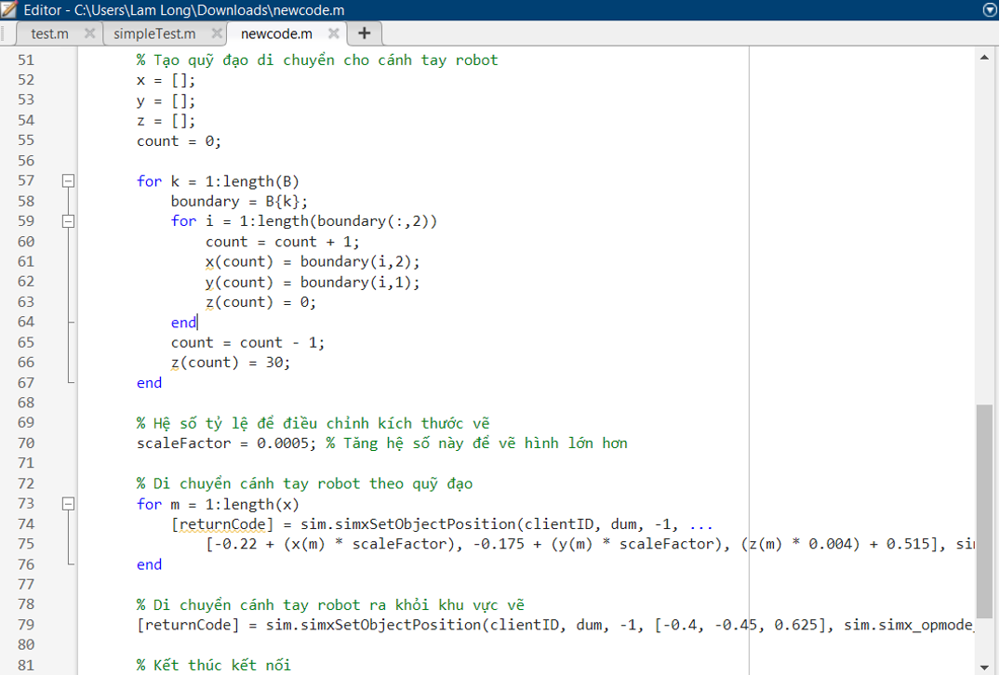 Editor - C:\Users\Lam Long\Downloads\newcode.m
test.m simpleTest.m newcode.m +
51 % Tạo quỹ đạo di chuyển cho cánh tay robot
52 x = [];
53 y = [];
54 z = [];
55 count = 0;
56
57 for k = 1:length(B)
58 boundary = B{k};
59 for i = 1:length(boundary(:,2))
60 count = count + 1;
61 x(count) = boundary(i,2);
62 y(count) = boundary(i,1);
63 z(count) = 0;
64 end
65 count = count - 1;
66 z(count) = 30;
67 end
68
69 % Hệ số tỷ lệ để điều chỉnh kích thước vẽ
70 scaleFactor = 0.0005; % Tăng hệ số này để vẽ hình lớn hơn
71
72 % Di chuyển cánh tay robot theo quỹ đạo
73 for m = 1:length(x)
74 [returnCode] = sim.simxSetObjectPosition(clientID, dum, -1, ...
75 [-0.22 + (x(m) * scaleFactor), -0.175 + (y(m) * scaleFactor), (z(m) * 0.004) + 0.515], si
76 end
77
78 % Di chuyển cánh tay robot ra khỏi khu vực vẽ
79 [returnCode] = sim.simxSetObjectPosition(clientID, dum, -1, [-0.4, -0.45, 0.625], sim.simx_opmode_
80
81 % Kết thúc kết nối